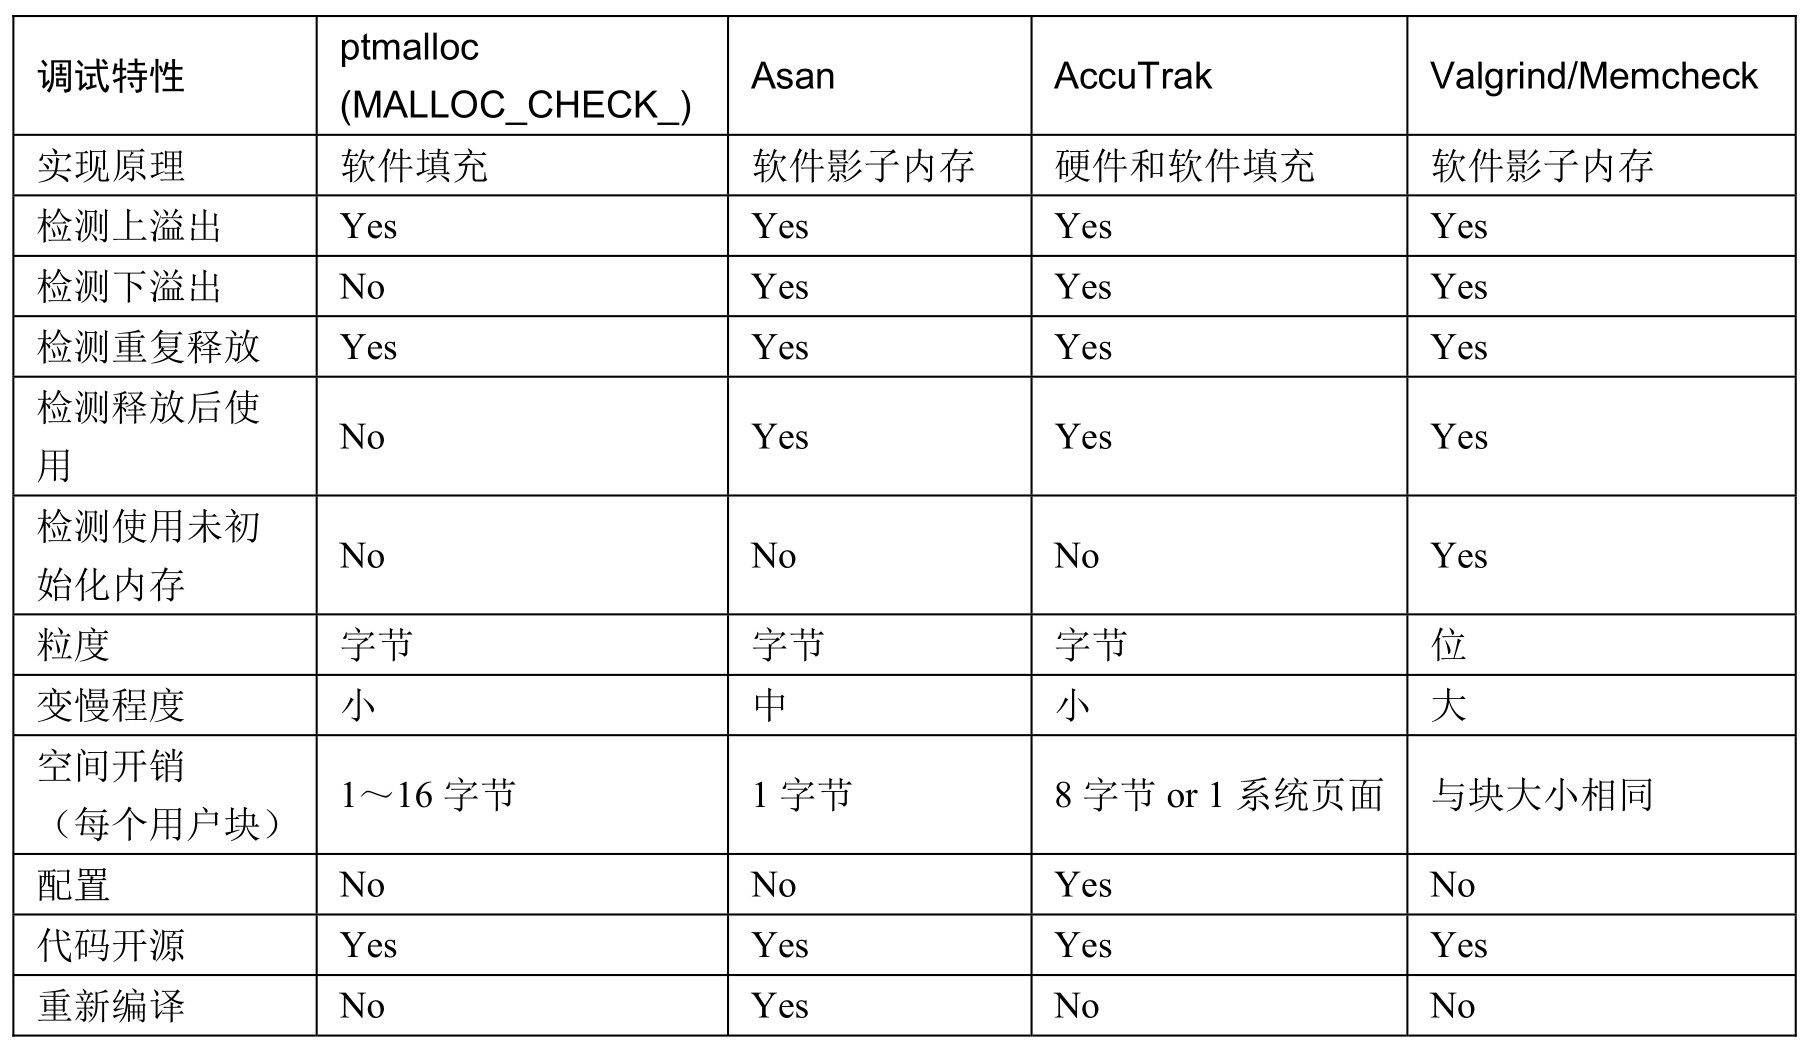 调试特性 ptmalloc (MALLOC_CHECK_) Asan AccuTrak Valgrind/Memcheck
实现原理 软件填充 软件影子内存 硬件和软件填充 软件影子内存
检测上溢出 Yes Yes Yes Yes
检测下溢出 No Yes Yes Yes
检测重复释放 Yes Yes Yes Yes
检测释放后使用 No Yes Yes Yes
检测使用未初始化内存 No No No Yes
粒度 字节 字节 字节 位
变慢程度 小 中 小 大
空间开销（每个用户块） 1～16 字节 1 字节 8 字节 or 1 系统页面 与块大小相同
配置 No No Yes No
代码开源 Yes Yes Yes Yes
重新编译 No Yes No No